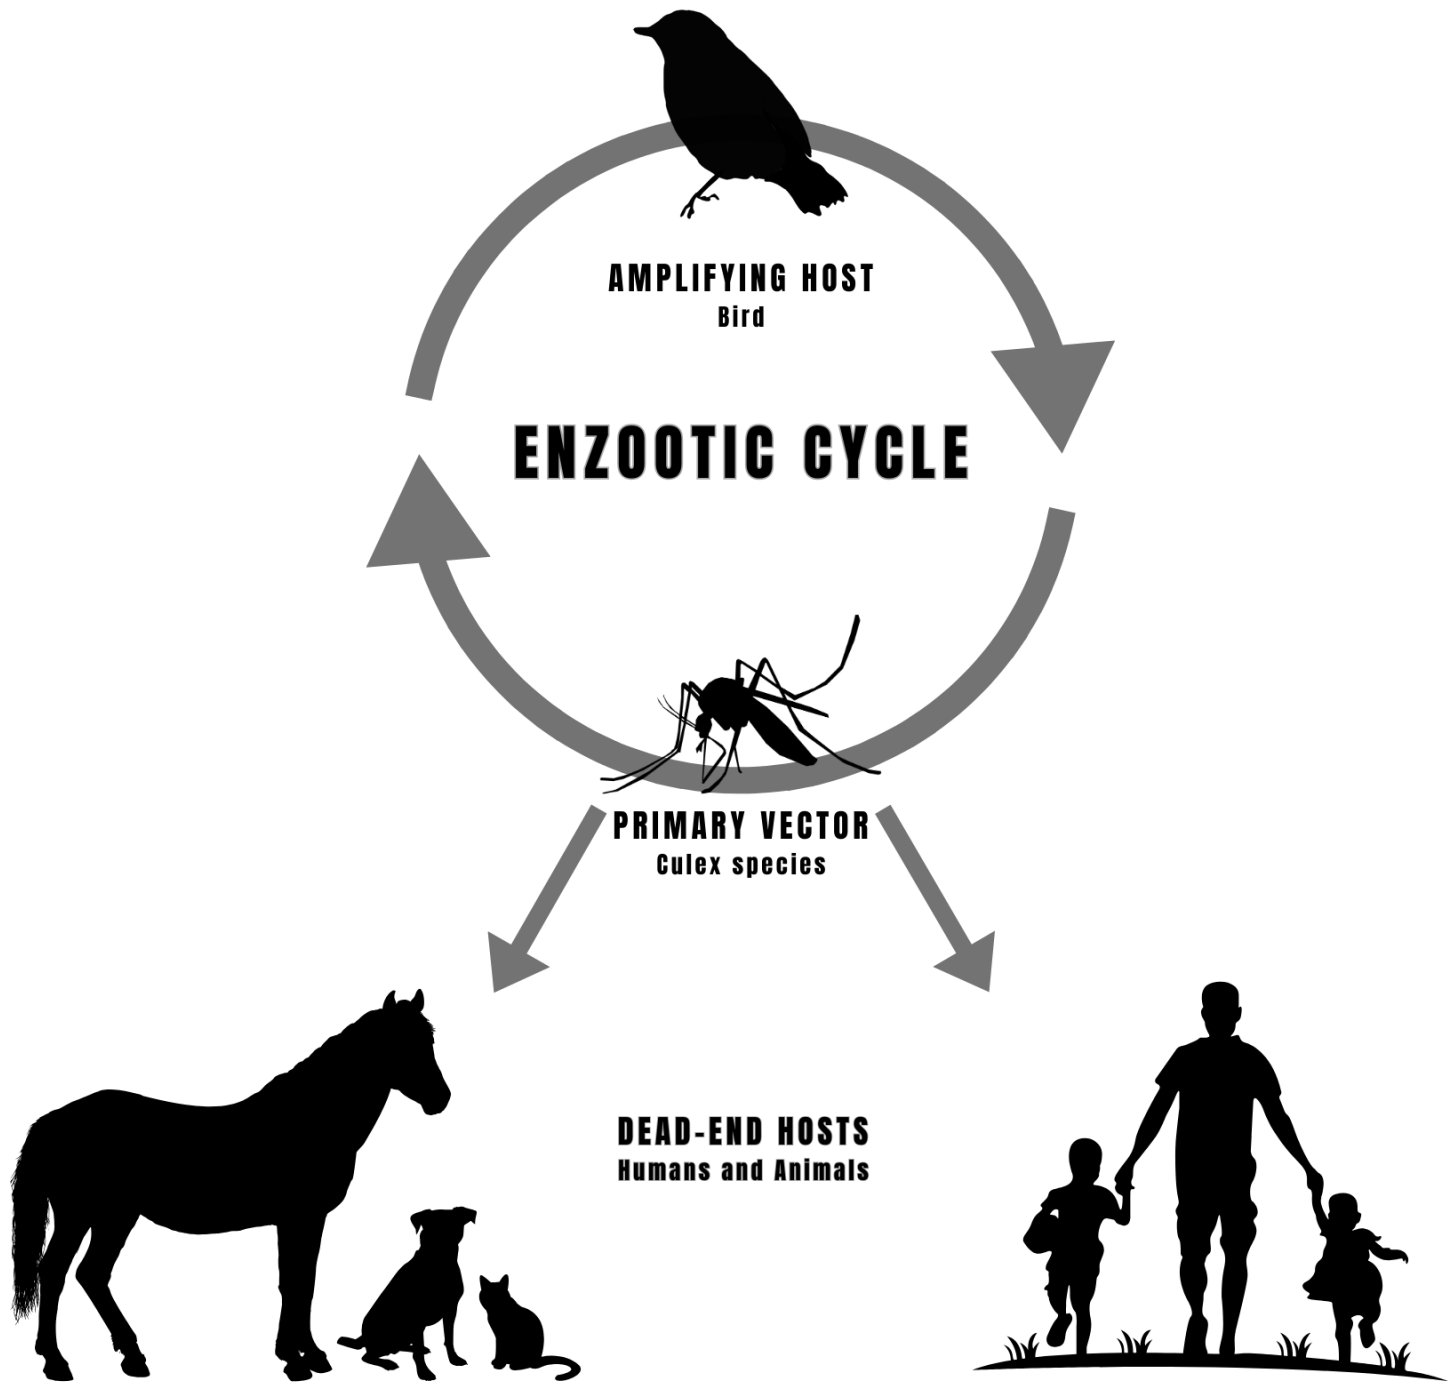 AMPLIFYING HOST
Bird
ENZOOTIC CYCLE
PRIMARY VECTOR
Culex species
DEAD-END HOSTS
Humans and Animals